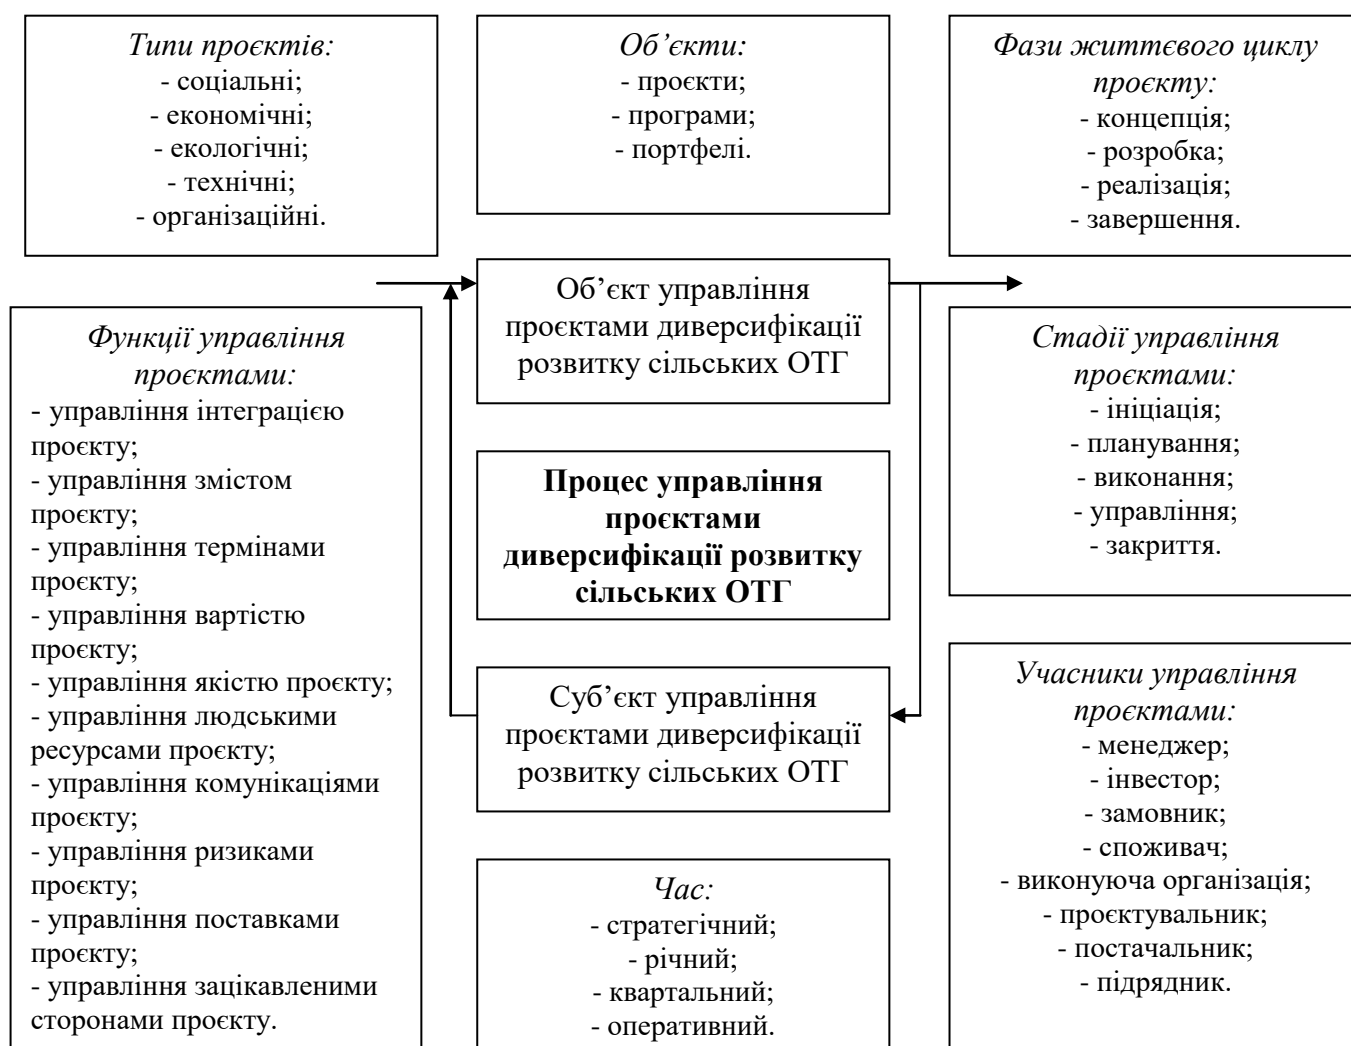 Типи проєктів:
- соціальні;
- економічні;
- екологічні;
- технічні;
- організаційні.
Об’єкти:
- проєкти;
- програми;
- портфелі.
Фази життєвого циклу
проєкту:
- концепція;
- розробка;
- реалізація;
- завершення.
Функції управління
проєктами:
- управління інтеграцією
проєкту;
- управління змістом
проєкту;
- управління термінами
проєкту;
- управління вартістю
проєкту;
- управління якістю проєкту;
- управління людськими
ресурсами проєкту;
- управління комунікаціями
проєкту;
- управління ризиками
проєкту;
- управління поставками
проєкту;
- управління зацікавленими
сторонами проєкту.
Об’єкт управління
проєктами диверсифікації
розвитку сільських ОТГ
Процес управління
проєктами
диверсифікації розвитку
сільських ОТГ
Суб’єкт управління
проєктами диверсифікації
розвитку сільських ОТГ
Час:
- стратегічний;
- річний;
- квартальний;
- оперативний.
Стадії управління
проєктами:
- ініціація;
- планування;
- виконання;
- управління;
- закриття.
Учасники управління
проєктами:
- менеджер;
- інвестор;
- замовник;
- споживач;
- виконуюча організація;
- проєктувальник;
- постачальник;
- підрядник.